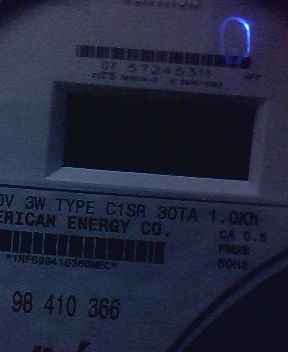 07 57245311
0V 3W TYPE C1SR 30TA 1.0Kh
ERICAN ENERGY CO.
CA 0.5
FM2S
60HZ
98 410 366